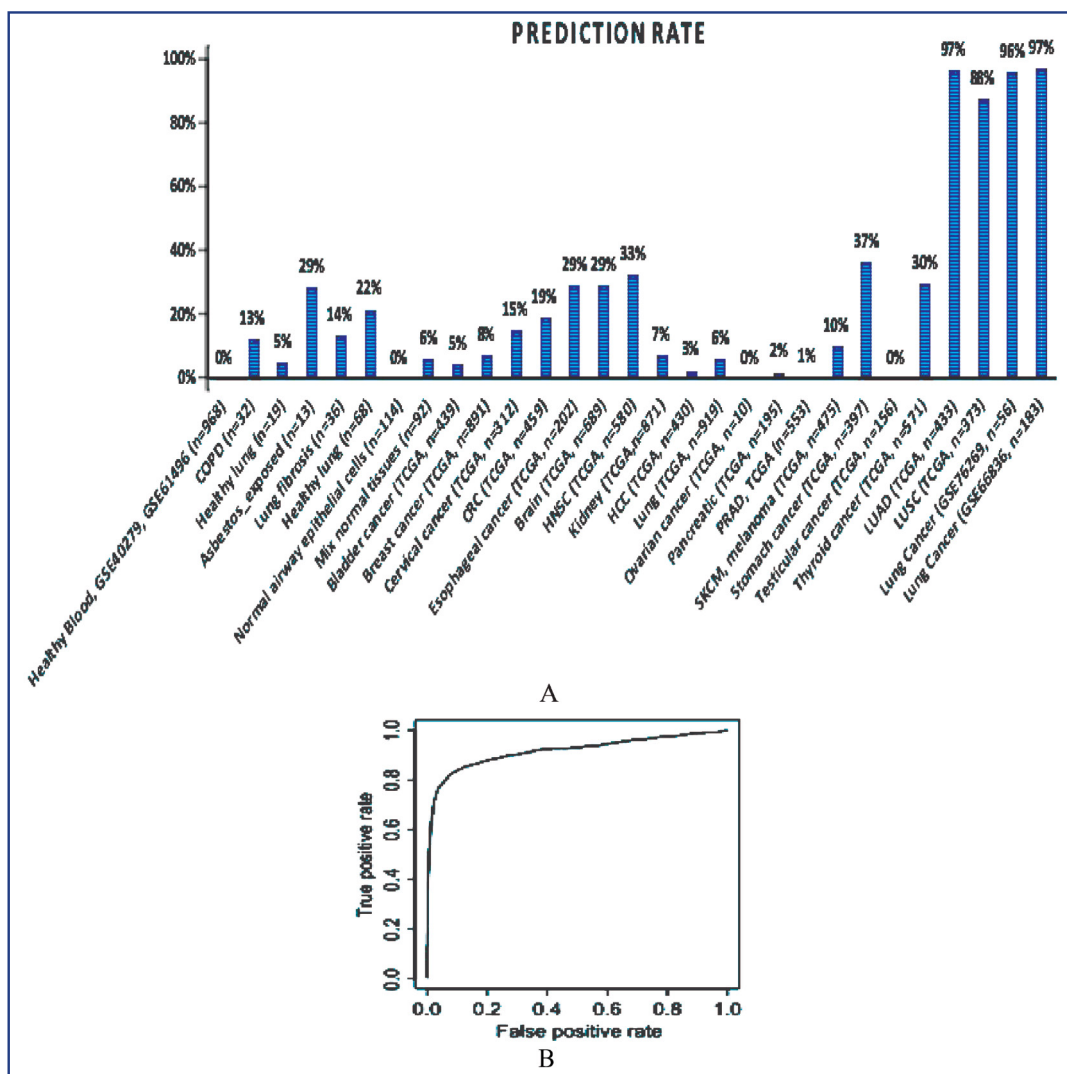 PREDICTION RATE
100%
80%
60%
40%
20%
0%
0%
13%
5%
29%
14%
22%
0%
6%
5%
8%
15%
19%
29%
29%
33%
7%
3%
6%
0%
2%
1%
10%
37%
0%
30%
97%
88%
96%
97%
Healthy Blood, GSE40279, GSE61496 (n=968)
COPD (n=32)
Healthy lung (n=19)
Asbestos_exposed (n=13)
Lung fibrosis (n=36)
Healthy lung (n=68)
Normal airway epithelial cells (n=114)
Mix normal tissues (n=92)
Bladder cancer (TCGA, n=439)
Breast cancer (TCGA, n=891)
Cervical cancer (TCGA, n=312)
CRC (TCGA, n=459)
Esophageal cancer (TCGA, n=202)
Brain (TCGA, n=689)
HNSC (TCGA, n=580)
Kidney (TCGA,n=871)
HCC (TCGA, n=430)
Lung (TCGA, n=919)
Ovarian cancer (TCGA, n=10)
Pancreatic (TCGA, n=195)
PRAD, TCGA (n=553)
SKCM, melanoma (TCGA, n=475)
Stomach cancer (TCGA, n=397)
Testicular cancer (TCGA, n=156)
Thyroid cancer (TCGA, n=571)
LUAD (TCGA, n=433)
LUSC (TCGA, n=373)
Lung Cancer (GSE76269, n=56)
Lung Cancer (GSE66836, n=183)
A
True positive rate
1.0
0.8
0.6
0.4
0.2
0.0
0.0
0.2
0.4
0.6
0.8
1.0
False positive rate
B